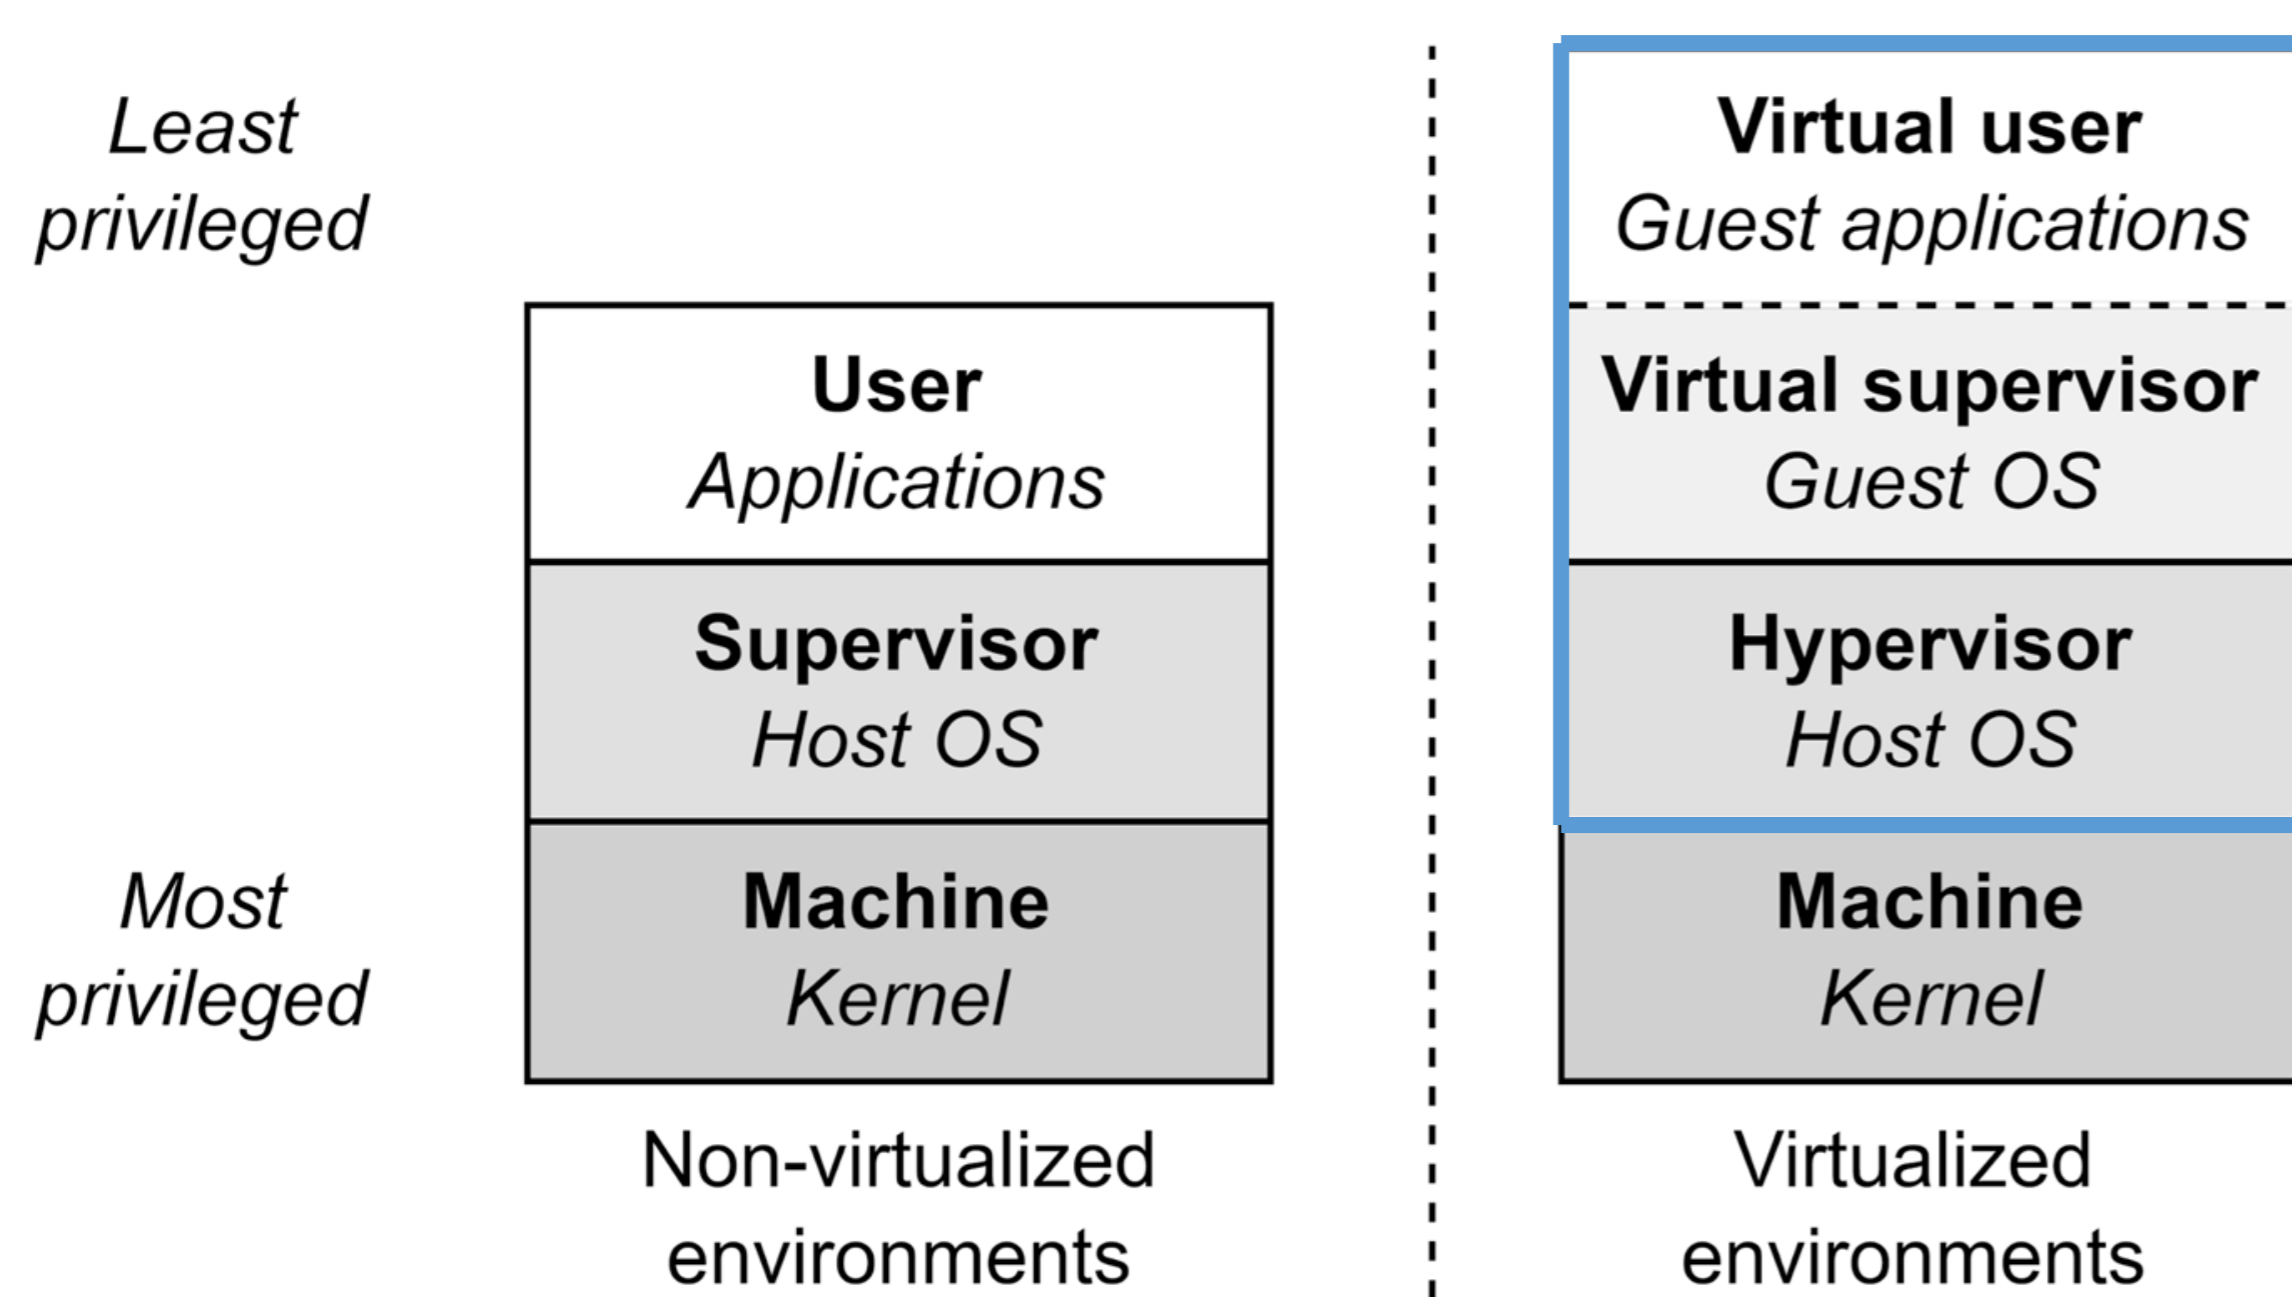 Least
privileged
Most
privileged
User
Applications
Supervisor
Host OS
Machine
Kernel
Non-virtualized
environments
Virtual user
Guest applications
Virtual supervisor
Guest OS
Hypervisor
Host OS
Machine
Kernel
Virtualized
environments